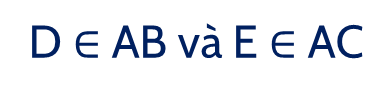 D ∈ AB và E ∈ AC